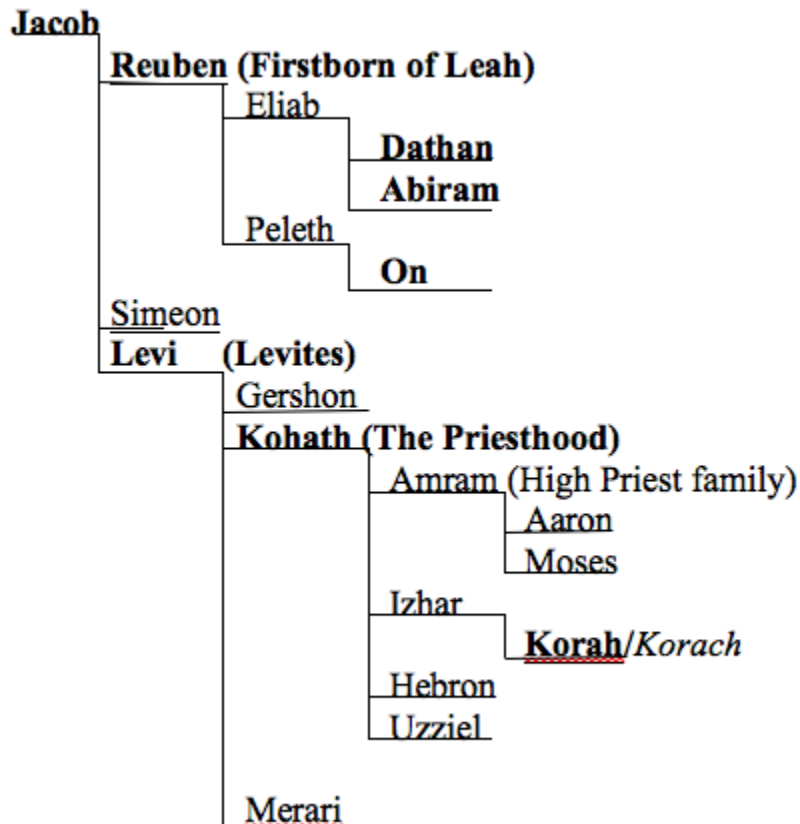 Jacob
Reuben (Firstborn of Leah)
Eliab
Dathan
Abiram
Peleth
On
Simeon
Levi (Levites)
Gershon
Kohath (The Priesthood)
Amram (High Priest family)
Aaron
Moses
Izhar
Korah/Korach
Hebron
Uzziel
Merari